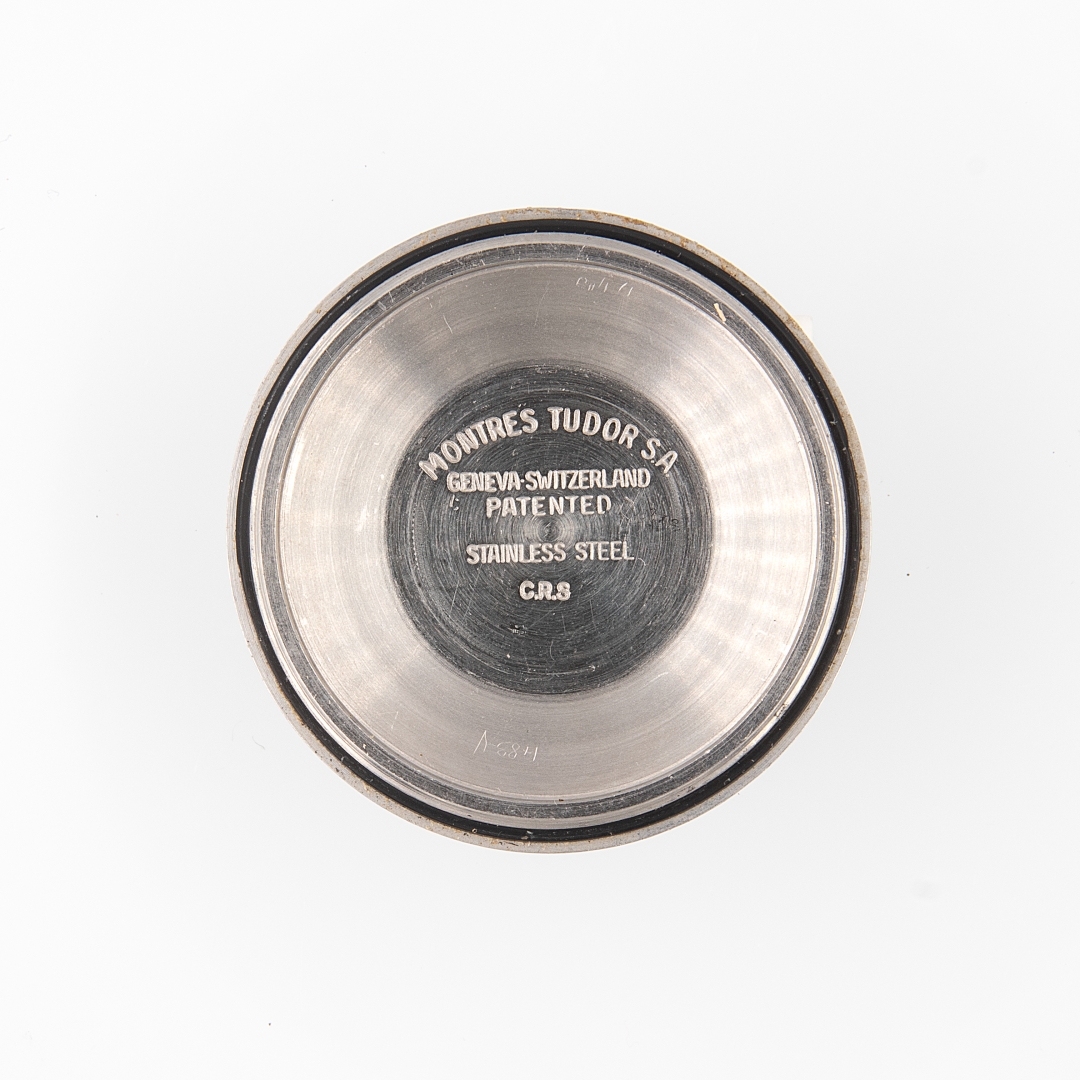 MONTRES TUDOR S.A
GENEVA-SWITZERLAND
PATENTED
STAINLESS STEEL
C.R.S